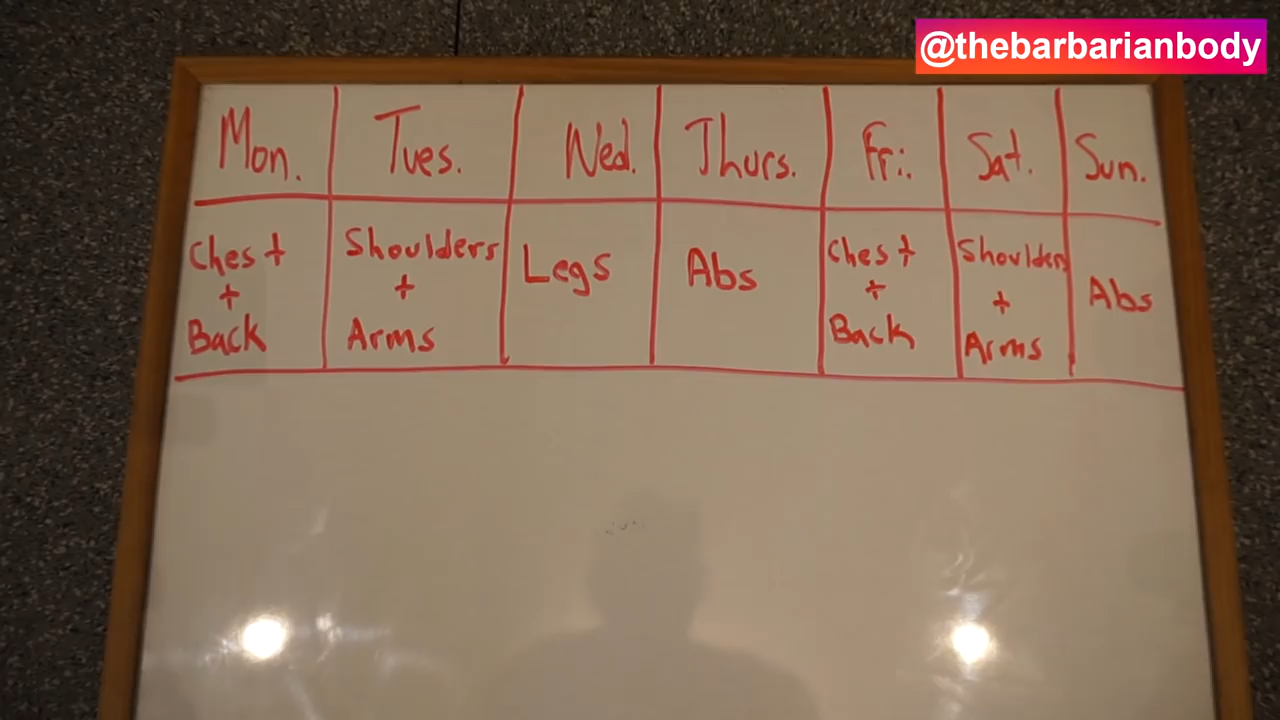 @thebarbarianbody
Mon. Tues. Wed. Thurs. Fri. Sat. Sun.
Chest + Back
Shoulders + Arms
Legs
Abs
Chest + Back
Shoulders + Arms
Abs